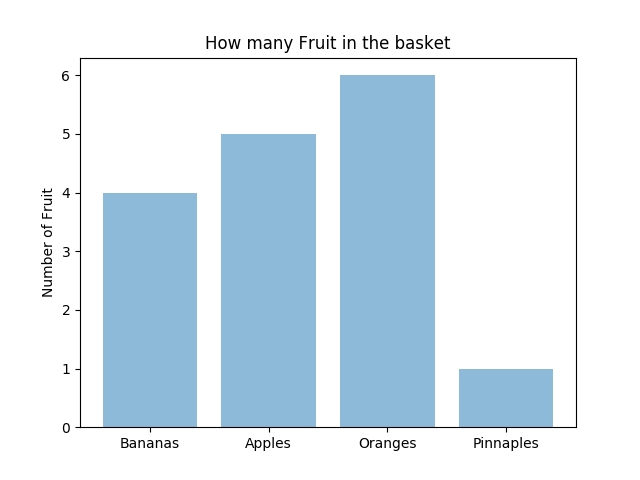 How many Fruit in the basket
Number of Fruit
6
5
4
3
2
1
0
Bananas Apples Oranges Pinnaples